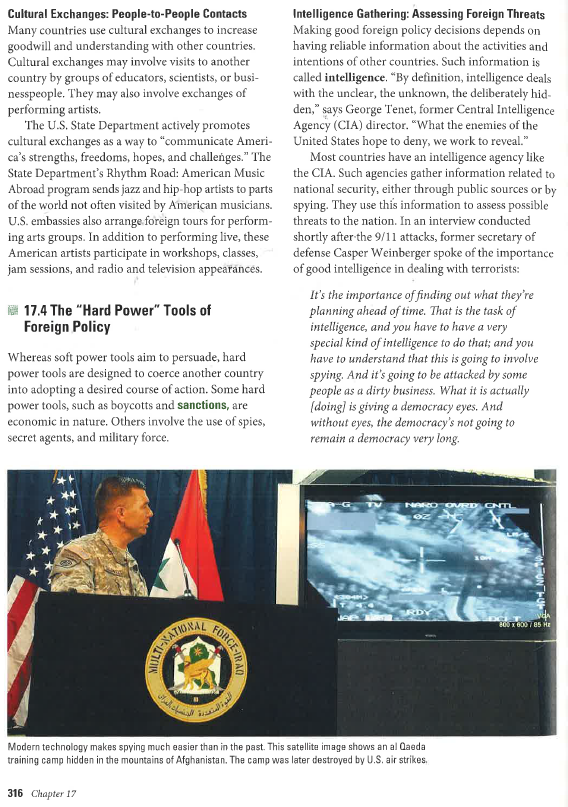 Cultural Exchanges: People-to-People Contacts
Many countries use cultural exchanges to increase
goodwill and understanding with other countries.
Cultural exchanges may involve visits to another
country by groups of educators, scientists, or busi-
nesspeople. They may also involve exchanges of
performing artists.
The U.S. State Department actively promotes
cultural exchanges as a way to “communicate Ameri-
ca’s strengths, freedoms, hopes, and challenges.” The
State Department’s Rhythm Road: American Music
Abroad program sends jazz and hip-hop artists to parts
of the world not often visited by American musicians.
U.S. embassies also arrange foreign tours for perform-
ing arts groups. In addition to performing live, these
American artists participate in workshops, classes,
jam sessions, and radio and television appearances.
17.4 The “Hard Power” Tools of
Foreign Policy
Whereas soft power tools aim to persuade, hard
power tools are designed to coerce another country
into adopting a desired course of action. Some hard
power tools, such as boycotts and sanctions, are
economic in nature. Others involve the use of spies,
secret agents, and military force.
Intelligence Gathering: Assessing Foreign Threats
Making good foreign policy decisions depends on
having reliable information about the activities and
intentions of other countries. Such information is
called intelligence. “By definition, intelligence deals
with the unclear, the unknown, the deliberately hid-
den,” says George Tenet, former Central Intelligence
Agency (CIA) director. “What the enemies of the
United States hope to deny, we work to reveal.”
Most countries have an intelligence agency like
the CIA. Such agencies gather information related to
national security, either through public sources or by
spying. They use this information to assess possible
threats to the nation. In an interview conducted
shortly after the 9/11 attacks, former secretary of
defense Casper Weinberger spoke of the importance
of good intelligence in dealing with terrorists:
It’s the importance of finding out what they’re
planning ahead of time. That is the task of
intelligence, and you have to have a very
special kind of intelligence to do that; and you
have to understand that this is going to involve
spying. And it’s going to be attacked by some
people as a dirty business. What it is actually
[doing] is giving a democracy eyes. And
without eyes, the democracy’s not going to
remain a democracy very long.
MULTI-NATIONAL FORCE-IRAQ
G TV NARO OVRD CNTL
RDY
VGA
800 x 600 / 85 Hz
Modern technology makes spying much easier than in the past. This satellite image shows an al Qaeda
training camp hidden in the mountains of Afghanistan. The camp was later destroyed by U.S. air strikes.
316 Chapter 17